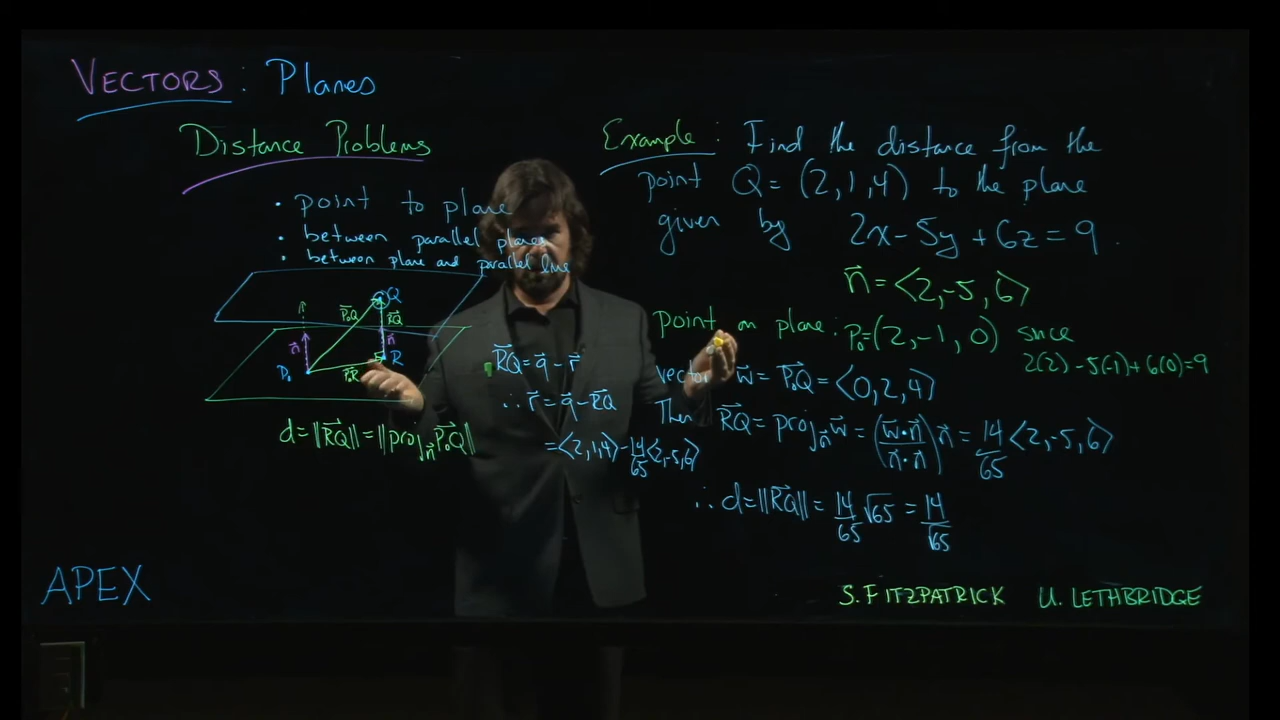 VECTORS: Planes
Distance Problems
• point to plane
• between parallel planes
• between plane and parallel line
Q
P₀Q⃗
RQ⃗
n⃗
n⃗
R
P₀
P₀R⃗
d=‖RQ⃗‖=‖proj_n⃗ P₀Q⃗‖
RQ⃗=q⃗-r⃗
∴ r⃗=q⃗-RQ⃗
=⟨2,1,4⟩-14/65⟨2,-5,6⟩
Example: Find the distance from the
point Q=(2,1,4) to the plane
given by 2x-5y+6z=9.
n⃗=⟨2,-5,6⟩
point on plane: P₀=(2,-1,0) since
2(2)-5(-1)+6(0)=9
vector w⃗=P₀Q⃗=⟨0,2,4⟩
Then RQ⃗=proj_n⃗ w⃗=(w⃗•n⃗/n⃗•n⃗)n⃗=14/65⟨2,-5,6⟩
∴ d=‖RQ⃗‖=14/65√65=14/√65
APEX
S. FITZPATRICK U. LETHBRIDGE